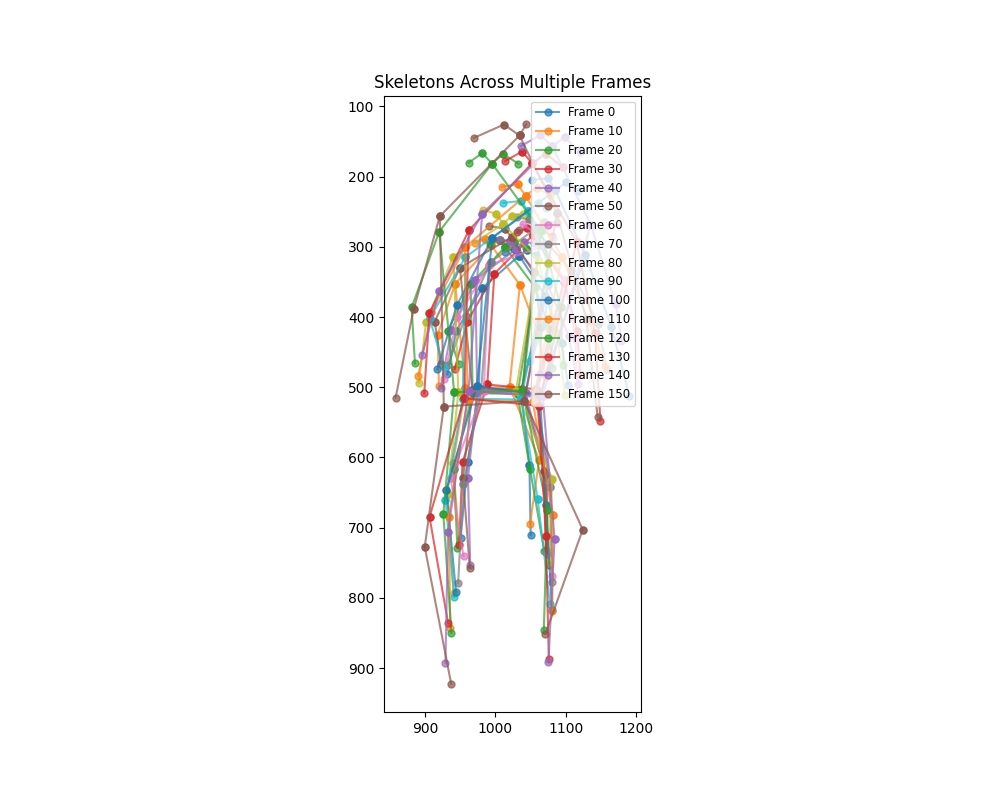 Skeletons Across Multiple Frames
100
200
300
400
500
600
700
800
900
Frame 0
Frame 10
Frame 20
Frame 30
Frame 40
Frame 50
Frame 60
Frame 70
Frame 80
Frame 90
Frame 100
Frame 110
Frame 120
Frame 130
Frame 140
Frame 150
900 1000 1100 1200